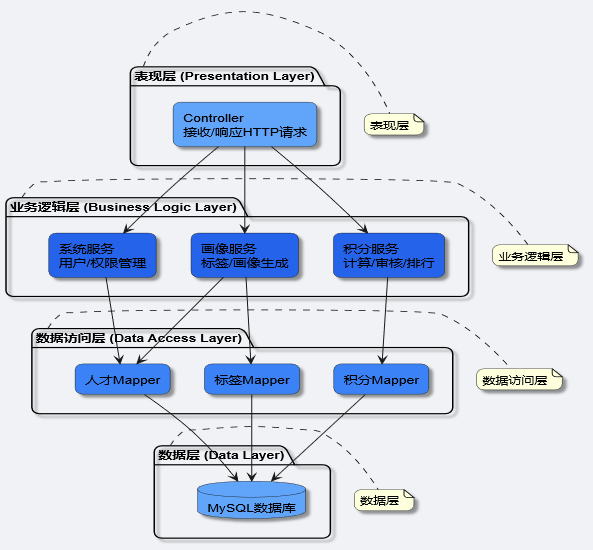 表现层 (Presentation Layer)
Controller
接收/响应HTTP请求
表现层
业务逻辑层 (Business Logic Layer)
系统服务
用户/权限管理
画像服务
标签/画像生成
积分服务
计算/审核/排行
业务逻辑层
数据访问层 (Data Access Layer)
人才Mapper
标签Mapper
积分Mapper
数据访问层
数据层 (Data Layer)
MySQL数据库
数据层